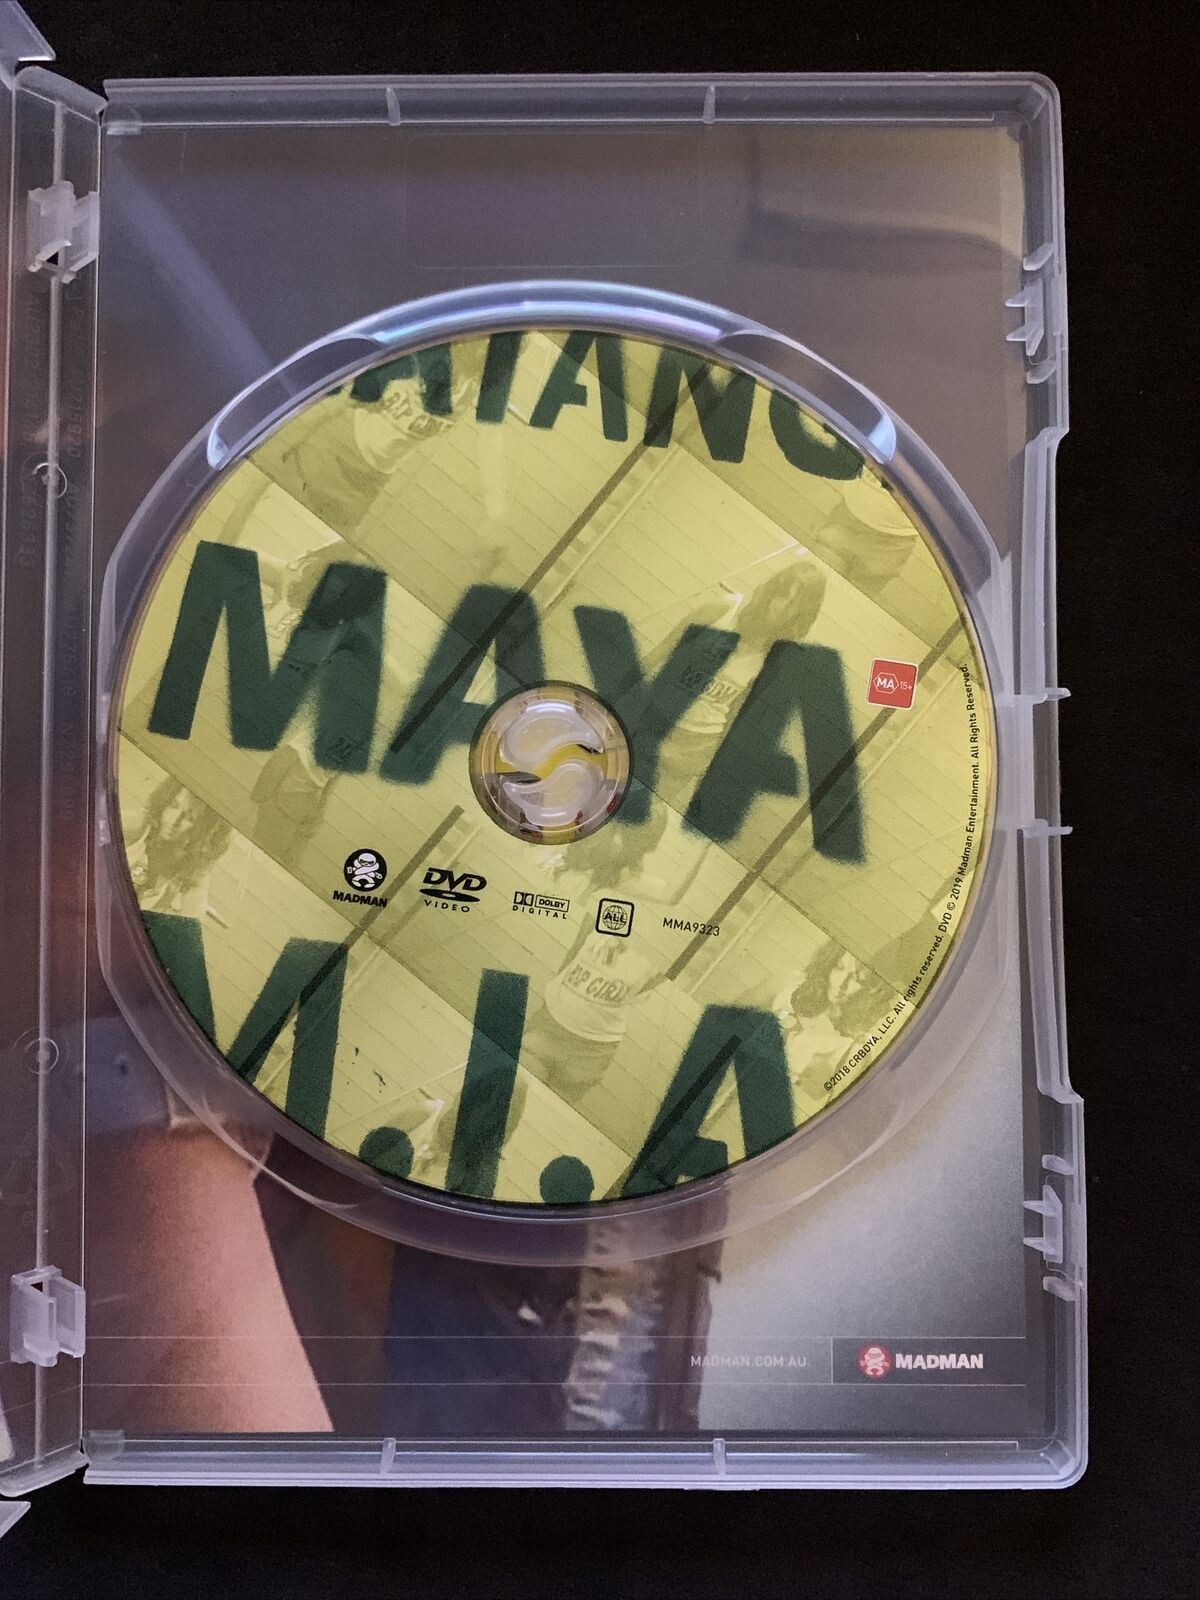 MATANGI
MAYA
MA 15+
MADMAN
DVD
VIDEO
DOLBY
DIGITAL
ALL
MMA9323
M.I.A
©2018 CRBDYA, LLC. All rights reserved. DVD © 2019 Madman Entertainment. All Rights Reserved.
MADMAN.COM.AU
MADMAN